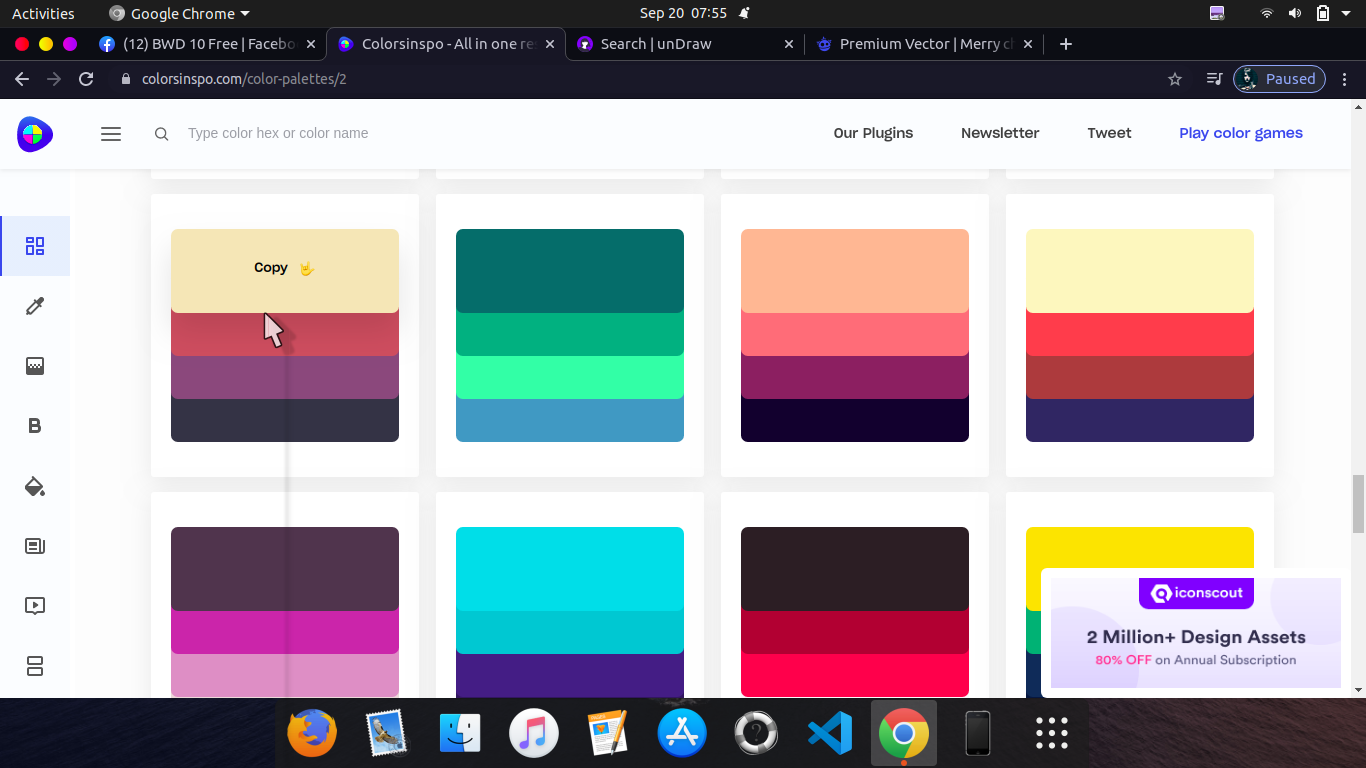 Activities
Google Chrome
Sep 20 07:55
(12) BWD 10 Free | Facebo
Colorsinspo - All in one re
Search | unDraw
Premium Vector | Merry c
colorsinspo.com/color-palettes/2
Paused
Type color hex or color name
Our Plugins
Newsletter
Tweet
Play color games
Copy
B
iconscout
2 Million+ Design Assets
80% OFF on Annual Subscription